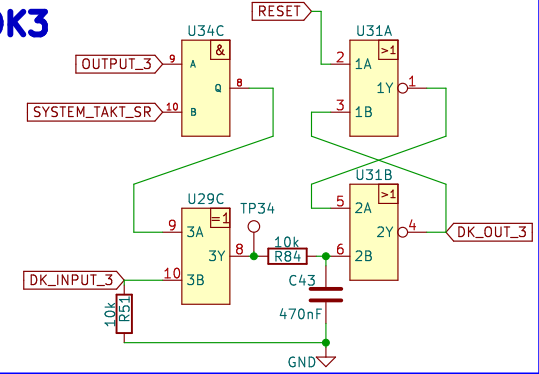 DK3
RESET
U34C
U31A
&
>1
OUTPUT_3
9
A
2
1A
Q
8
1Y
1
SYSTEM_TAKT_SR
10
B
3
1B
U31B
>1
U29C
=1
TP34
5
2A
9
3A
10k
2Y
4
DK_OUT_3
3Y
8
R84
6
2B
DK_INPUT_3
10
3B
C43
10k
R51
470nF
GND